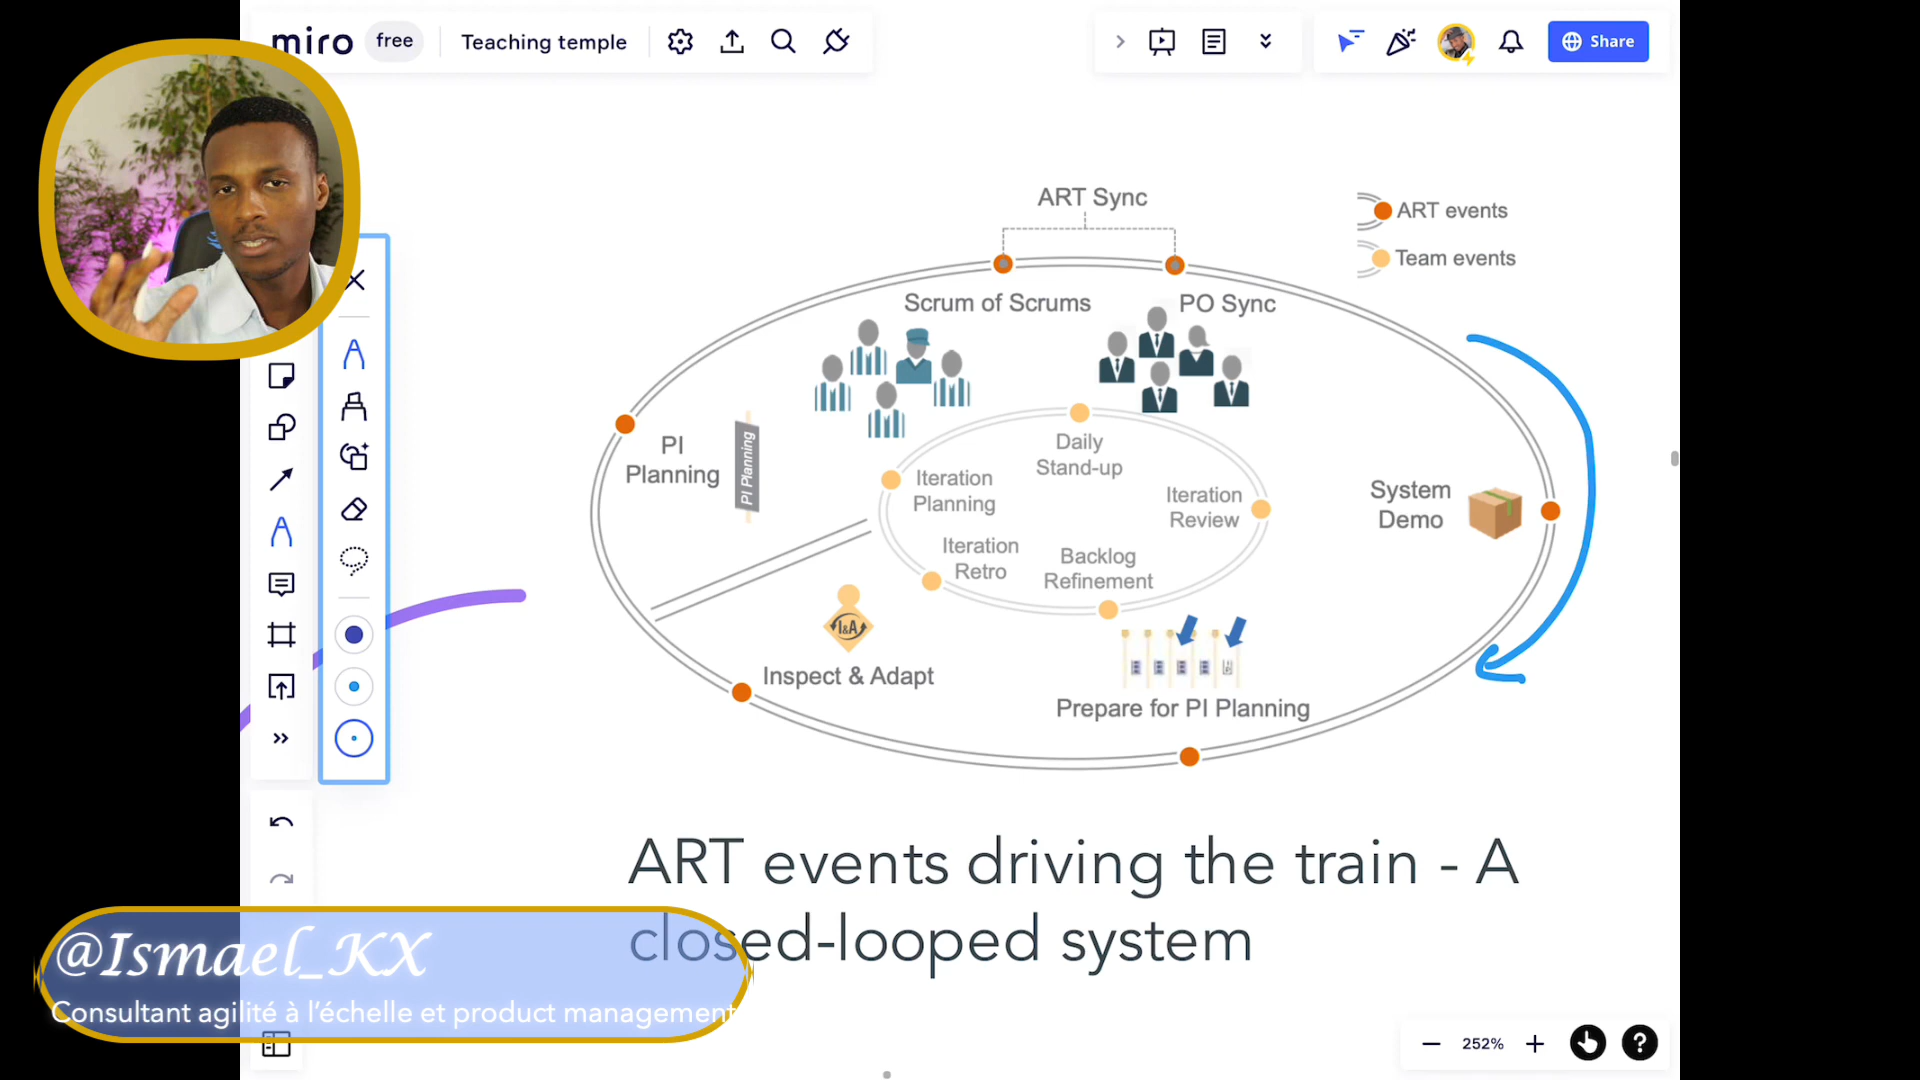 miro free Teaching temple
Share
ART Sync
ART events
Team events
Scrum of Scrums
PO Sync
PI
Planning
PI Planning
Daily
Stand-up
Iteration
Planning
Iteration
Review
System
Demo
Iteration
Retro
Backlog
Refinement
I&A
Inspect & Adapt
Prepare for PI Planning
ART events driving the train - A
closed-looped system
@Ismael_KX
Consultant agilité à l'échelle et product management
252%